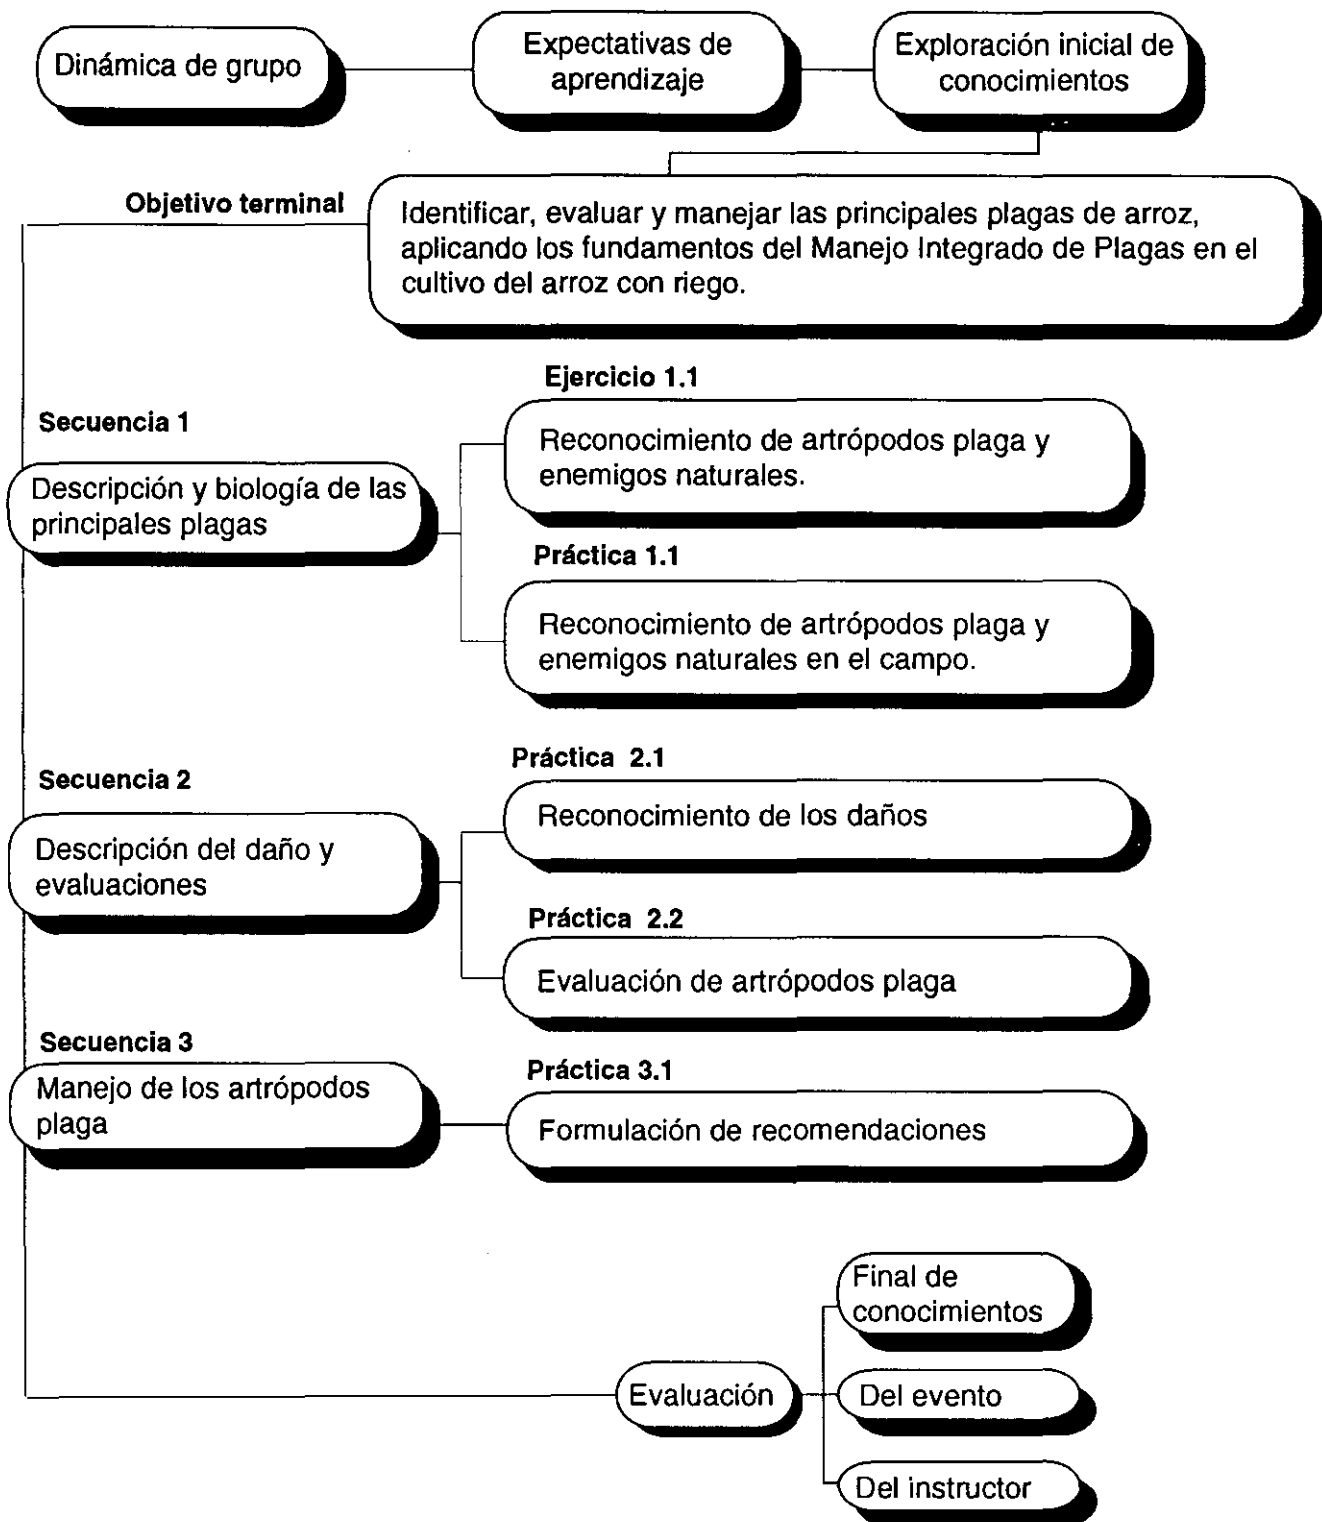 Dinámica de grupo
Expectativas de
aprendizaje
Exploración inicial de
conocimientos
Objetivo terminal
Identificar, evaluar y manejar las principales plagas de arroz,
aplicando los fundamentos del Manejo Integrado de Plagas en el
cultivo del arroz con riego.
Secuencia 1
Descripción y biología de las
principales plagas
Ejercicio 1.1
Reconocimiento de artrópodos plaga y
enemigos naturales.
Práctica 1.1
Reconocimiento de artrópodos plaga y
enemigos naturales en el campo.
Secuencia 2
Descripción del daño y
evaluaciones
Práctica 2.1
Reconocimiento de los daños
Práctica 2.2
Evaluación de artrópodos plaga
Secuencia 3
Manejo de los artrópodos
plaga
Práctica 3.1
Formulación de recomendaciones
Evaluación
Final de
conocimientos
Del evento
Del instructor